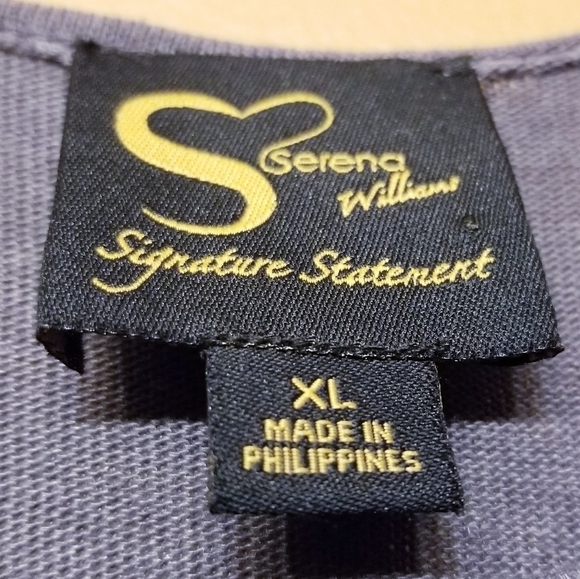 Serena
Williams
Signature Statement
XL
MADE IN
PHILIPPINES